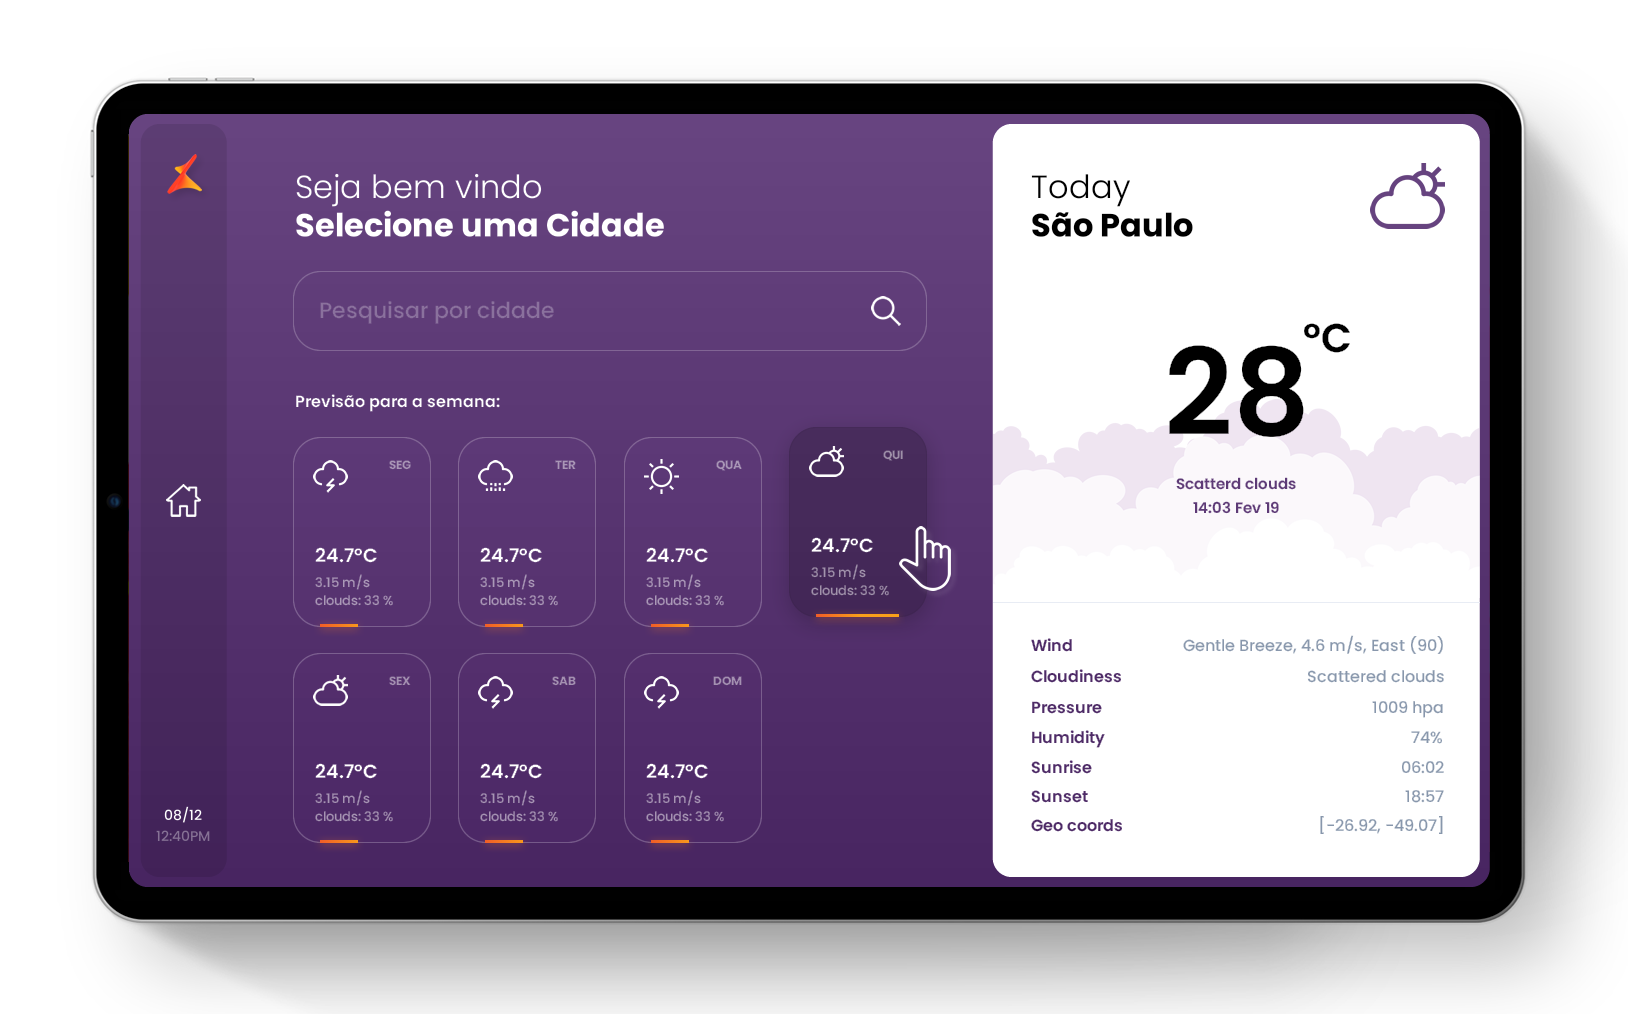 Seja bem vindo
Selecione uma Cidade
Pesquisar por cidade
Previsão para a semana:
SEG
24.7°C
3.15 m/s
clouds: 33 %
TER
24.7°C
3.15 m/s
clouds: 33 %
QUA
24.7°C
3.15 m/s
clouds: 33 %
QUI
24.7°C
3.15 m/s
clouds: 33 %
SEX
24.7°C
3.15 m/s
clouds: 33 %
SAB
24.7°C
3.15 m/s
clouds: 33 %
DOM
24.7°C
3.15 m/s
clouds: 33 %
08/12
12:40PM
Today
São Paulo
28°C
Scatterd clouds
14:03 Fev 19
Wind Gentle Breeze, 4.6 m/s, East (90)
Cloudiness Scattered clouds
Pressure 1009 hpa
Humidity 74%
Sunrise 06:02
Sunset 18:57
Geo coords [-26.92, -49.07]